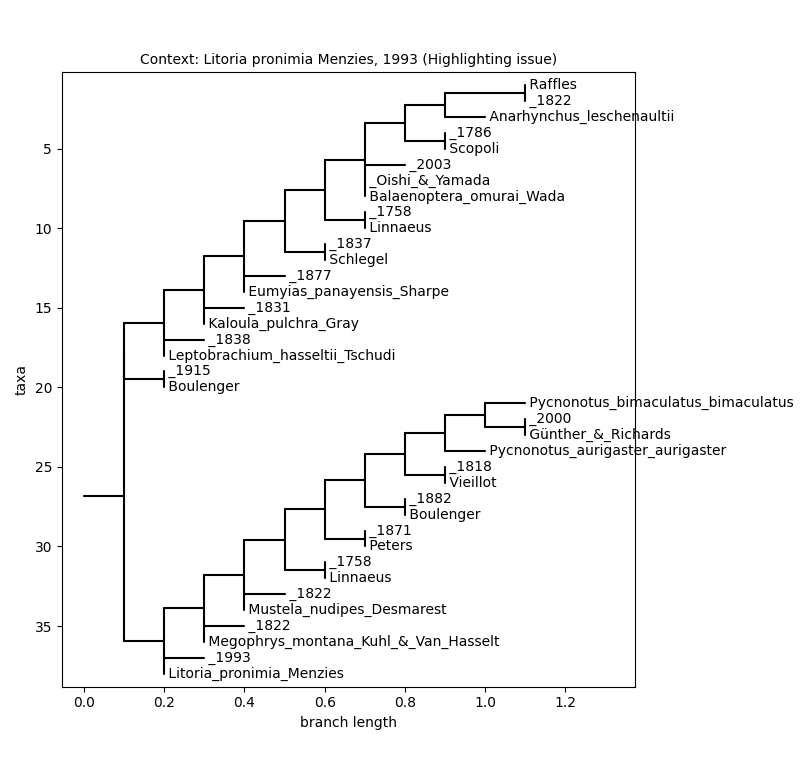 Context: Litoria pronimia Menzies, 1993 (Highlighting issue)
Raffles
_1822
Anarhynchus_leschenaultii
_1786
Scopoli
_2003
_Oishi_&_Yamada
Balaenoptera_omurai_Wada
_1758
Linnaeus
_1837
Schlegel
_1877
Eumyias_panayensis_Sharpe
_1831
Kaloula_pulchra_Gray
_1838
Leptobrachium_hasseltii_Tschudi
_1915
Boulenger
Pycnonotus_bimaculatus_bimaculatus
_2000
Günther_&_Richards
Pycnonotus_aurigaster_aurigaster
_1818
Vieillot
_1882
Boulenger
_1871
Peters
_1758
Linnaeus
_1822
Mustela_nudipes_Desmarest
_1822
Megophrys_montana_Kuhl_&_Van_Hasselt
_1993
Litoria_pronimia_Menzies
5
10
15
20
25
30
35
taxa
0.0 0.2 0.4 0.6 0.8 1.0 1.2
branch length